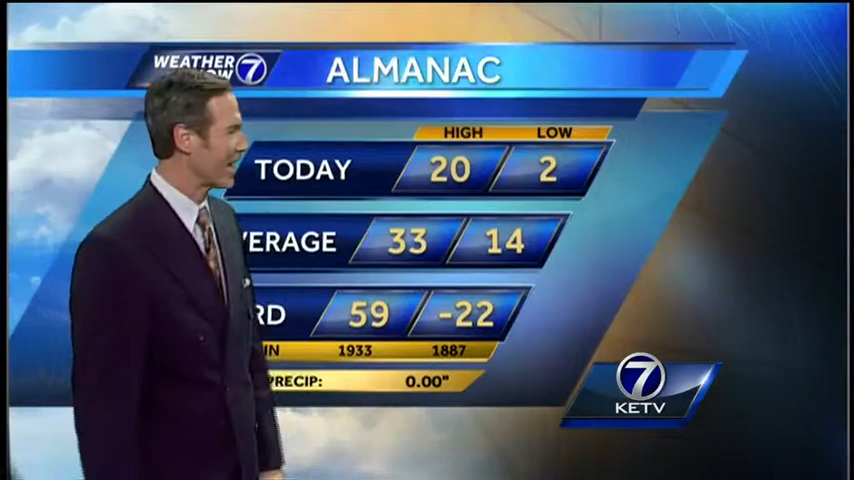 WEATHER
7
ALMANAC
HIGH LOW
TODAY 20 2
VERAGE 33 14
RD 59 -22
IN 1933 1887
PRECIP: 0.00"
7
KETV